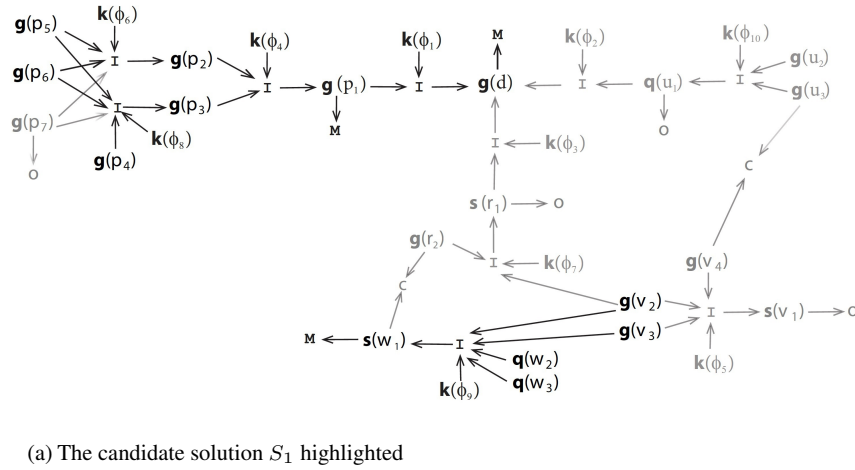 g(p₅) k(ϕ₆) M
k(ϕ₄) k(ϕ₁) k(ϕ₂) k(ϕ₁₀)
I g(p₂) g(u₂)
g(p₆) I g(p₁) I g(d) I q(u₁) I
g(p₃) g(u₃)
g(p₇) I M O
k(ϕ₈) I k(ϕ₃)
O g(p₄) C
s(r₁) O
g(r₂) I k(ϕ₇) g(v₄)
C g(v₂) I s(v₁) O
M s(w₁) I g(v₃)
q(w₂) k(ϕ₅)
k(ϕ₉) q(w₃)
(a) The candidate solution S₁ highlighted